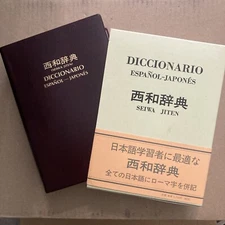 西和辞典
SEIWA JITEN
DICCIONARIO
ESPAÑOL—JAPONÉS
DICCIONARIO
ESPAÑOL-JAPONÉS
西和辞典
SEIWA JITEN
日本語学習者に最適な
西和辞典
全ての日本語にローマ字を併記